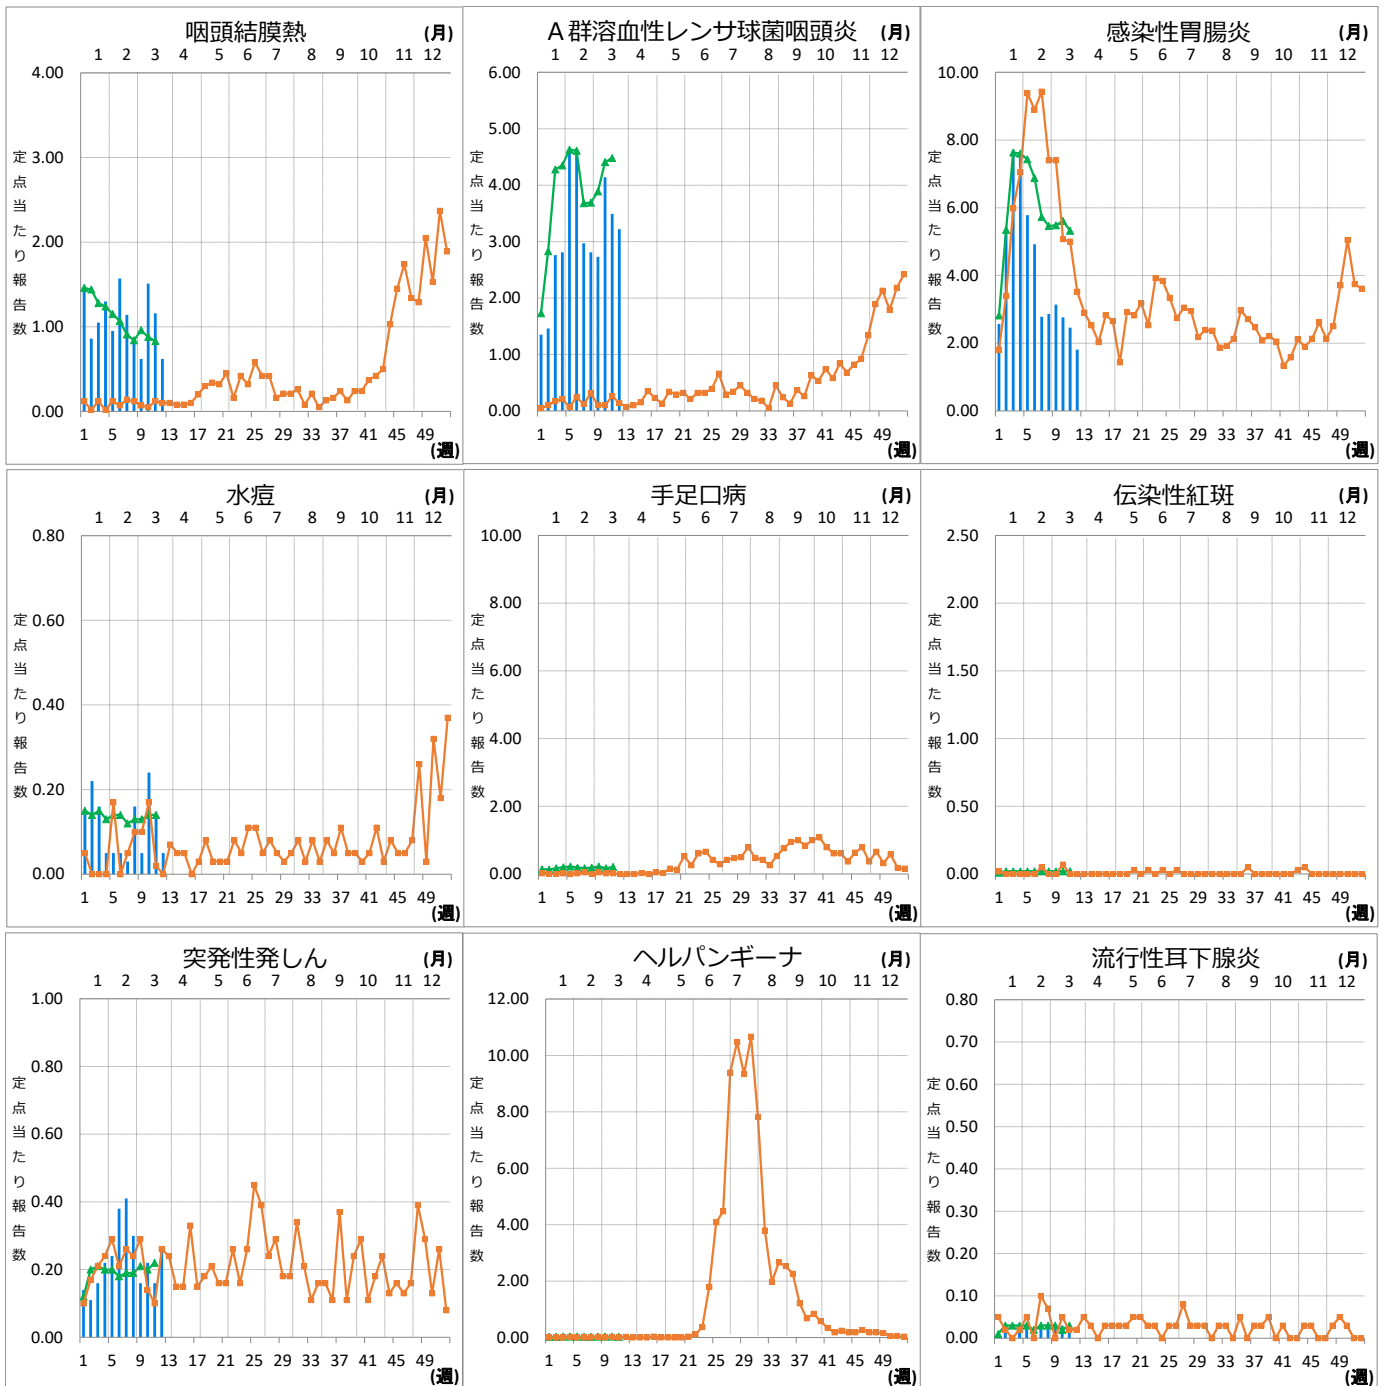 咽頭結膜熱 (月)
1 2 3 4 5 6 7 8 9 10 11 12
4.00
3.00
2.00
1.00
0.00
定点当たり報告数
1 5 9 13 17 21 25 29 33 37 41 45 49
(週)
A群溶血性レンサ球菌咽頭炎 (月)
1 2 3 4 5 6 7 8 9 10 11 12
6.00
5.00
4.00
3.00
2.00
1.00
0.00
定点当たり報告数
1 5 9 13 17 21 25 29 33 37 41 45 49
(週)
感染性胃腸炎 (月)
1 2 3 4 5 6 7 8 9 10 11 12
10.00
8.00
6.00
4.00
2.00
0.00
定点当たり報告数
1 5 9 13 17 21 25 29 33 37 41 45 49
(週)
水痘 (月)
1 2 3 4 5 6 7 8 9 10 11 12
0.80
0.60
0.40
0.20
0.00
定点当たり報告数
1 5 9 13 17 21 25 29 33 37 41 45 49
(週)
手足口病 (月)
1 2 3 4 5 6 7 8 9 10 11 12
10.00
8.00
6.00
4.00
2.00
0.00
定点当たり報告数
1 5 9 13 17 21 25 29 33 37 41 45 49
(週)
伝染性紅斑 (月)
1 2 3 4 5 6 7 8 9 10 11 12
2.50
2.00
1.50
1.00
0.50
0.00
定点当たり報告数
1 5 9 13 17 21 25 29 33 37 41 45 49
(週)
突発性発しん (月)
1 2 3 4 5 6 7 8 9 10 11 12
1.00
0.80
0.60
0.40
0.20
0.00
定点当たり報告数
1 5 9 13 17 21 25 29 33 37 41 45 49
(週)
ヘルパンギーナ (月)
1 2 3 4 5 6 7 8 9 10 11 12
12.00
10.00
8.00
6.00
4.00
2.00
0.00
定点当たり報告数
1 5 9 13 17 21 25 29 33 37 41 45 49
(週)
流行性耳下腺炎 (月)
1 2 3 4 5 6 7 8 9 10 11 12
0.80
0.70
0.60
0.50
0.40
0.30
0.20
0.10
0.00
定点当たり報告数
1 5 9 13 17 21 25 29 33 37 41 45 49
(週)